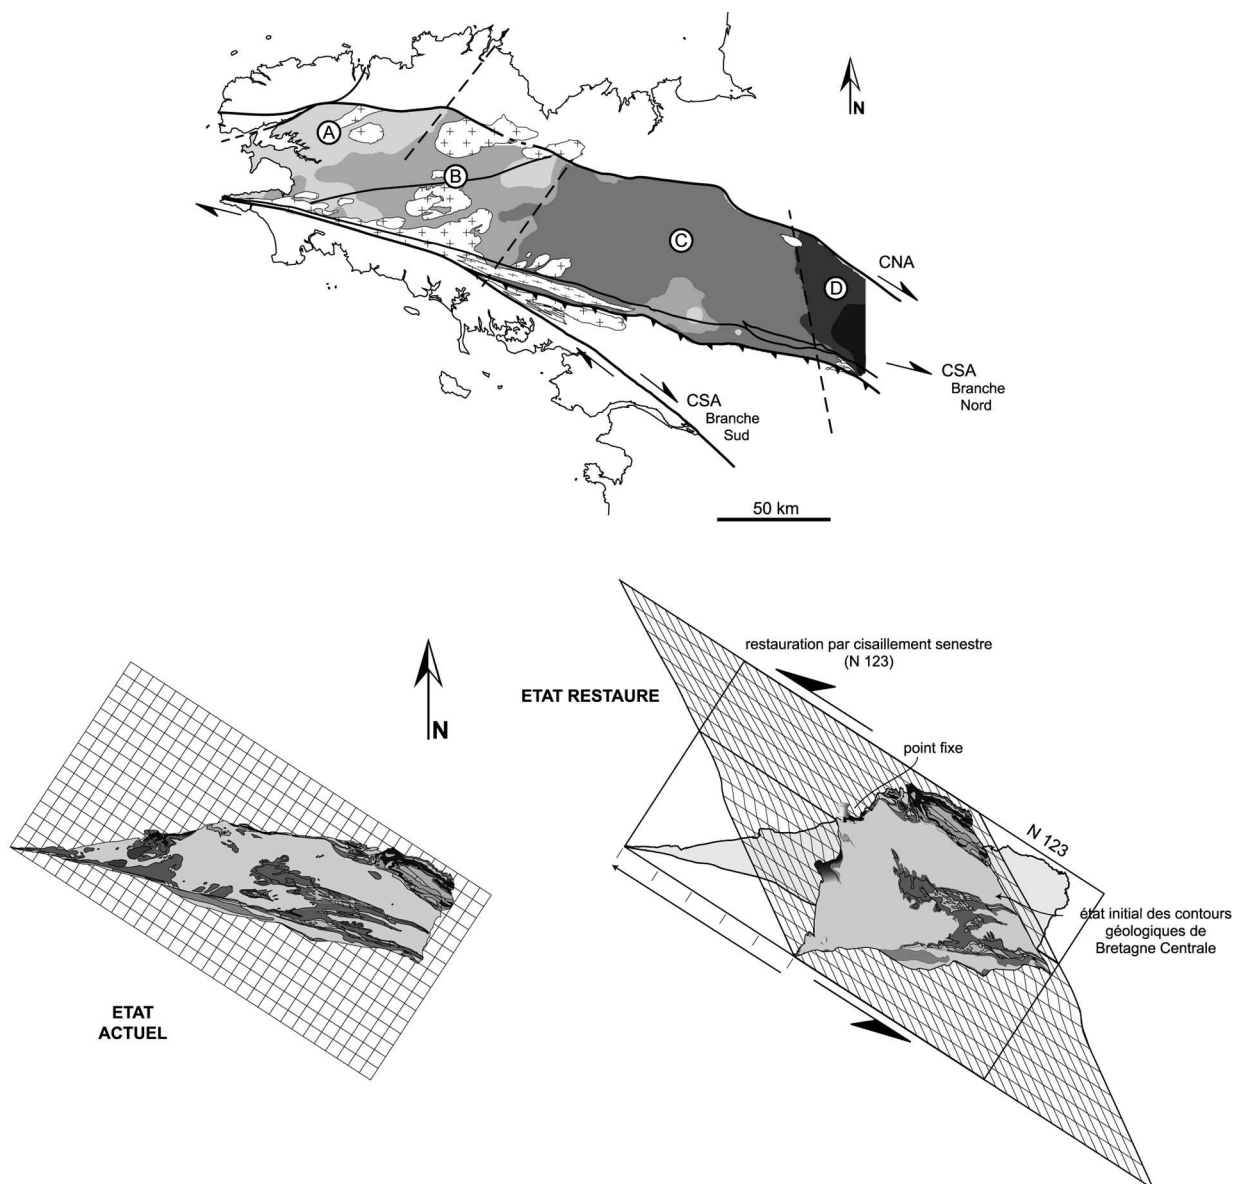 N
A
B
C
D
CNA
CSA
Branche
Nord
CSA
Branche
Sud
50 km
restauration par cisaillement senestre
(N 123)
ETAT RESTAURE
N
point fixe
N 123
état initial des contours
géologiques de
Bretagne Centrale
ETAT
ACTUEL